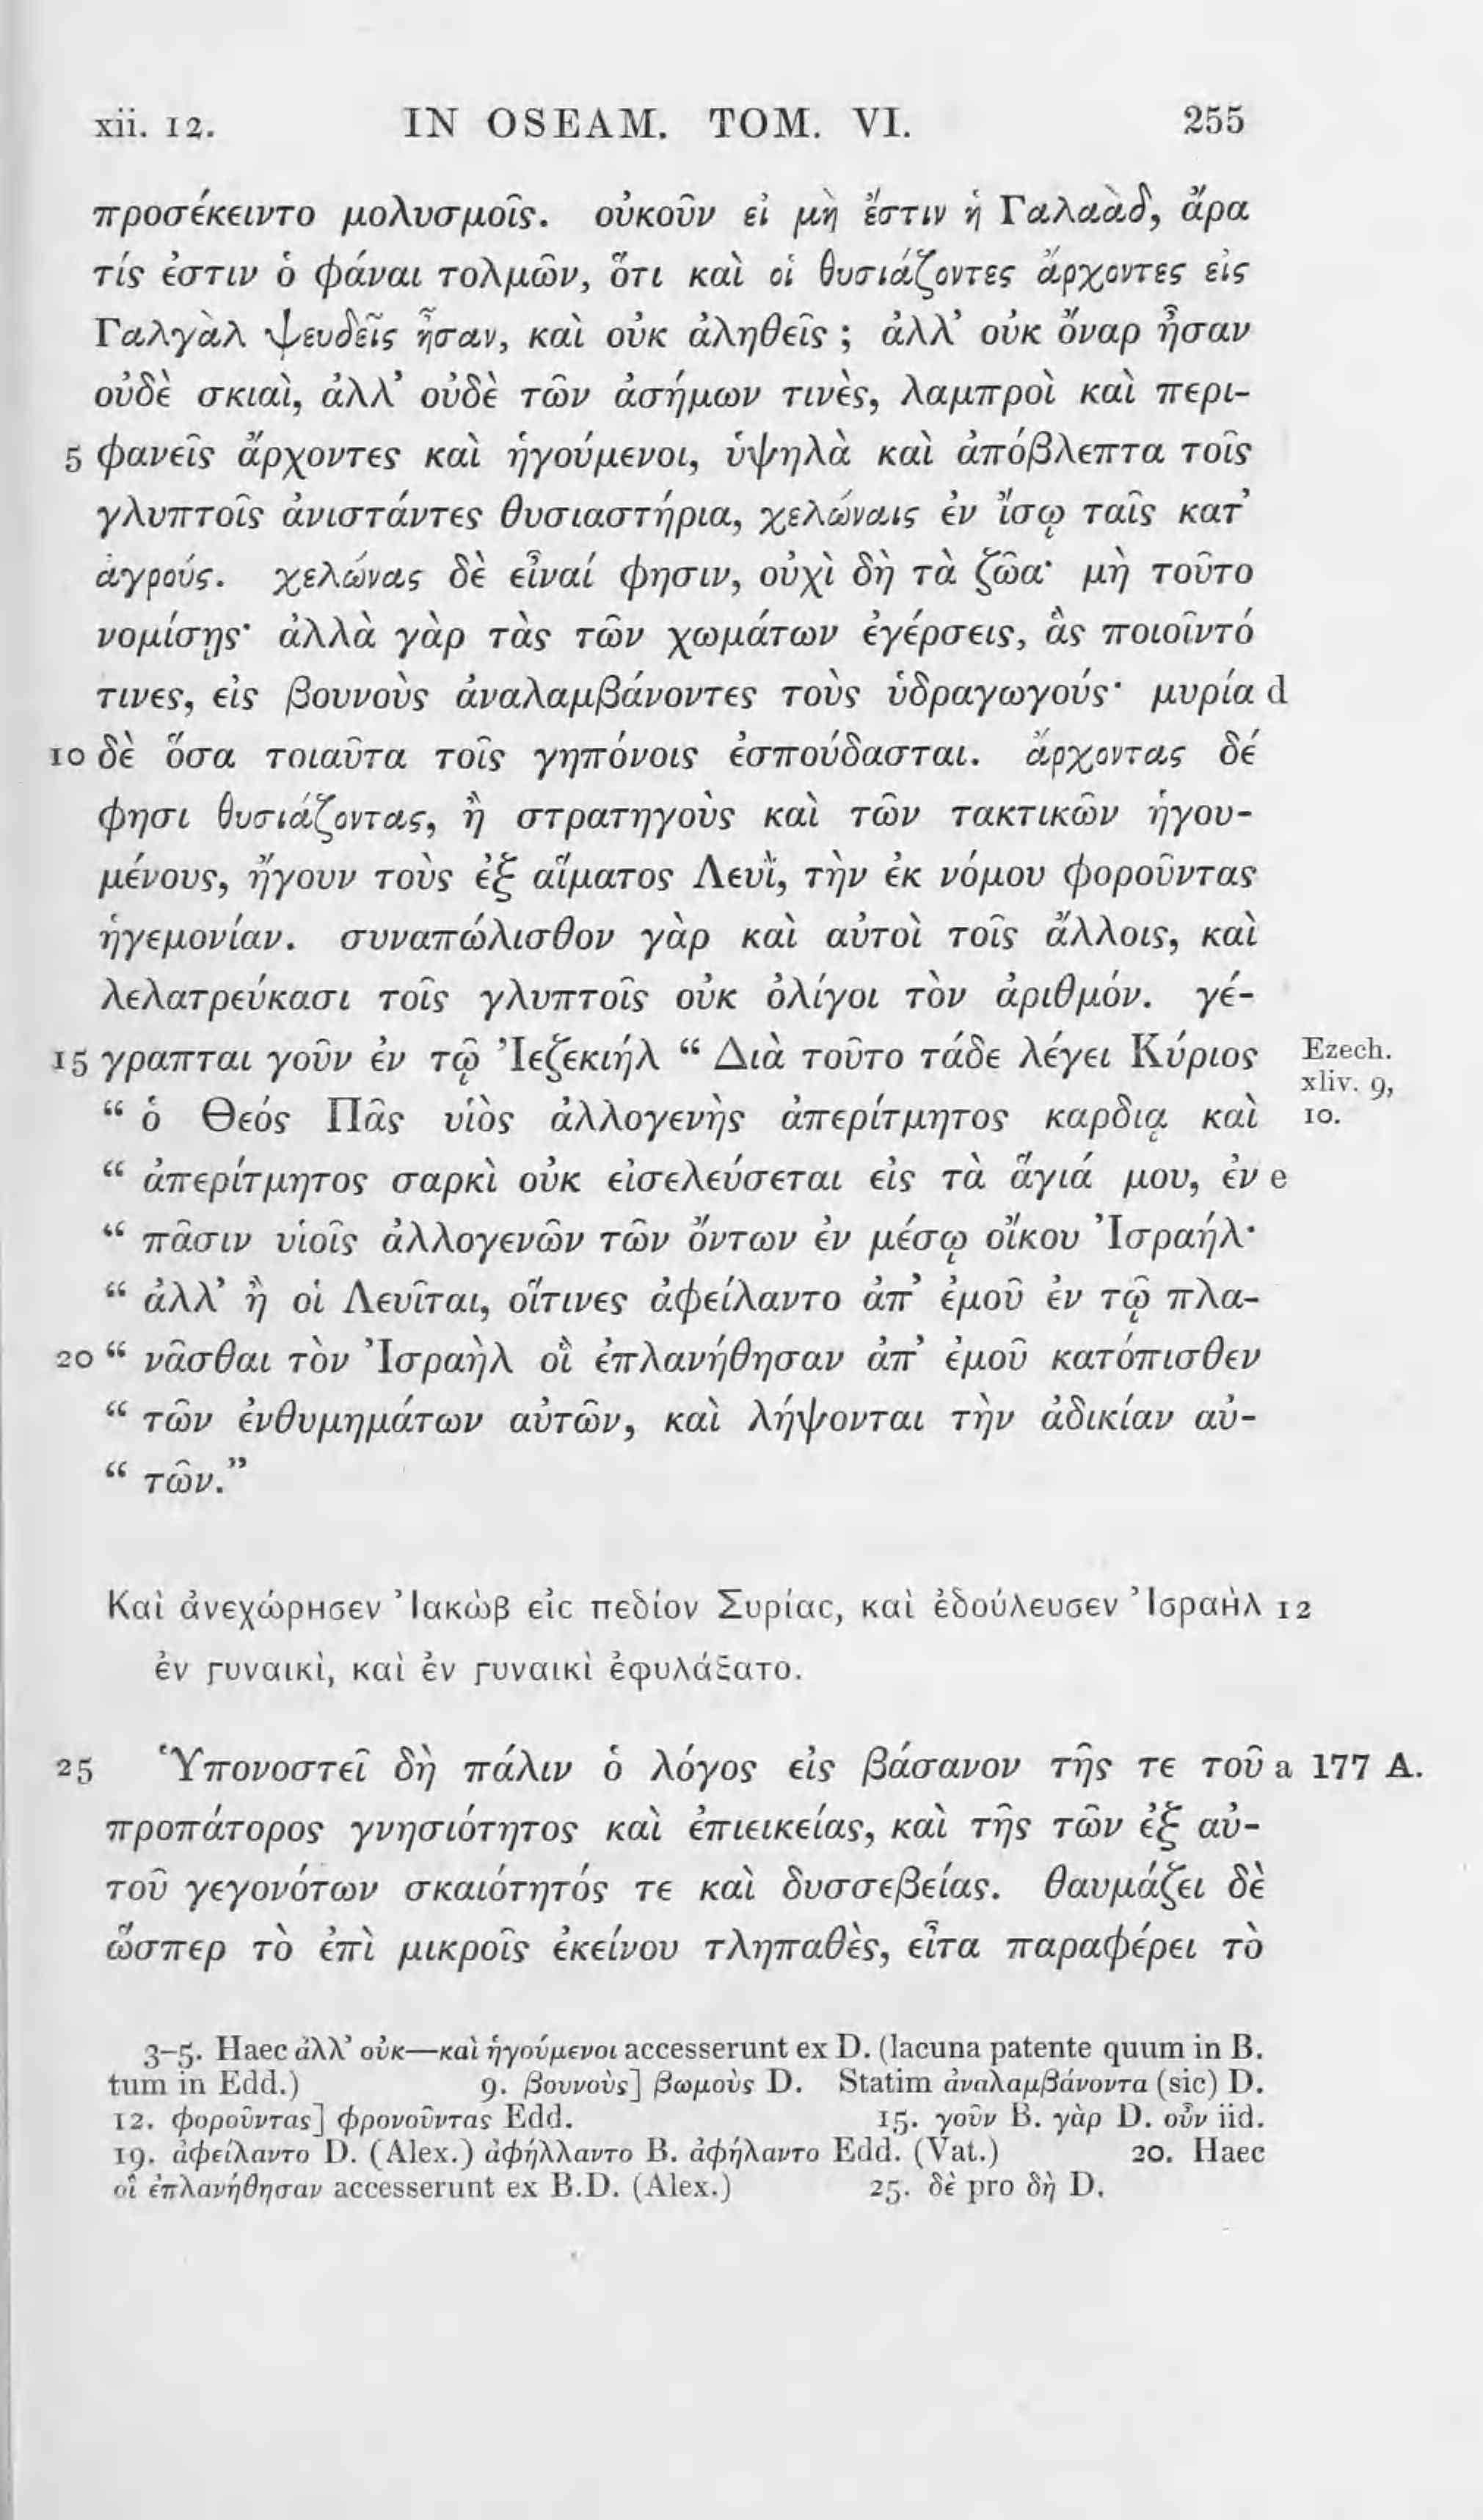 xii. 12. IN OSEAM. TOM. VI. 255
προσέκειντο μολυσμοῖς. οὐκοῦν εἰ μὴ ἔστιν ἡ Γαλαὰδ, ἄρα
τίς ἐστιν ὁ φάναι τολμῶν, ὅτι καὶ οἱ θυσιάζοντες ἄρχοντες εἰς
Γαλγὰλ ψευδεῖς ἦσαν, καὶ οὐκ ἀληθεῖς ; ἀλλ’ οὐκ ὄναρ ἦσαν
οὐδὲ σκιαὶ, ἀλλ’ οὐδὲ τῶν ἀσήμων τινὲς, λαμπροὶ καὶ περι-
5 φανεῖς ἄρχοντες καὶ ἡγούμενοι, ὑψηλὰ καὶ ἀπόβλεπτα τοῖς
γλυπτοῖς ἀνιστάντες θυσιαστήρια, χελώναις ἐν ἴσῳ ταῖς κατ’
ἀγρούς. χελώνας δὲ εἶναί φησιν, οὐχὶ δὴ τὰ ζῶα· μὴ τοῦτο
νομίσῃς· ἀλλὰ γὰρ τὰς τῶν χωμάτων ἐγέρσεις, ἃς ποιοῖντό
τινες, εἰς βουνοὺς ἀναλαμβάνοντες τοὺς ὑδραγωγούς· μυρία d
10 δὲ ὅσα τοιαῦτα τοῖς γηπόνοις ἐσπούδασται. ἄρχοντας δέ
φησι θυσιάζοντας, ἢ στρατηγοὺς καὶ τῶν τακτικῶν ἡγου-
μένους, ἤγουν τοὺς ἐξ αἵματος Λευῒ, τὴν ἐκ νόμου φοροῦντας
ἡγεμονίαν. συναπώλισθον γὰρ καὶ αὐτοὶ τοῖς ἄλλοις, καὶ
λελατρεύκασι τοῖς γλυπτοῖς οὐκ ὀλίγοι τὸν ἀριθμόν. γέ-
15 γραπται γοῦν ἐν τῷ Ἰεζεκιήλ “ Διὰ τοῦτο τάδε λέγει Κύριος Ezech.
xliv. 9,
“ ὁ Θεός Πᾶς υἱὸς ἀλλογενὴς ἀπερίτμητος καρδίᾳ καὶ 10.
“ ἀπερίτμητος σαρκὶ οὐκ εἰσελεύσεται εἰς τὰ ἅγιά μου, ἐν e
“ πᾶσιν υἱοῖς ἀλλογενῶν τῶν ὄντων ἐν μέσῳ οἴκου Ἰσραήλ·
“ ἀλλ’ ἢ οἱ Λευῖται, οἵτινες ἀφείλαντο ἀπ’ ἐμοῦ ἐν τῷ πλα-
20 “ νᾶσθαι τὸν Ἰσραὴλ οἳ ἐπλανήθησαν ἀπ’ ἐμοῦ κατόπισθεν
“ τῶν ἐνθυμημάτων αὐτῶν, καὶ λήψονται τὴν ἀδικίαν αὐ-
“ τῶν.”
Καὶ ἀνεχώρησεν Ἰακὼβ εἰς πεδίον Συρίας, καὶ ἐδούλευσεν Ἰσραὴλ 12
ἐν γυναικὶ, καὶ ἐν γυναικὶ ἐφυλάξατο.
25 Ὑπονοστεῖ δὴ πάλιν ὁ λόγος εἰς βάσανον τῆς τε τοῦ a 177 A.
προπάτορος γνησιότητος καὶ ἐπιεικείας, καὶ τῆς τῶν ἐξ αὐ-
τοῦ γεγονότων σκαιότητός τε καὶ δυσσεβείας. θαυμάζει δὲ
ὥσπερ τὸ ἐπὶ μικροῖς ἐκείνου τληπαθὲς, εἶτα παραφέρει τὸ
3–5. Haec ἀλλ’ οὐκ—καὶ ἡγούμενοι accesserunt ex D. (lacuna patente quum in B.
tum in Edd.) 9. βουνοὺς] βωμοὺς D. Statim ἀναλαμβάνοντα (sic) D.
12. φοροῦντας] φρονοῦντας Edd. 15. γοῦν B. γὰρ D. οὖν iid.
19. ἀφείλαντο D. (Alex.) ἀφήλλαντο B. ἀφήλαντο Edd. (Vat.) 20. Haec
οἳ ἐπλανήθησαν accesserunt ex B.D. (Alex.) 25. δὲ pro δὴ D.